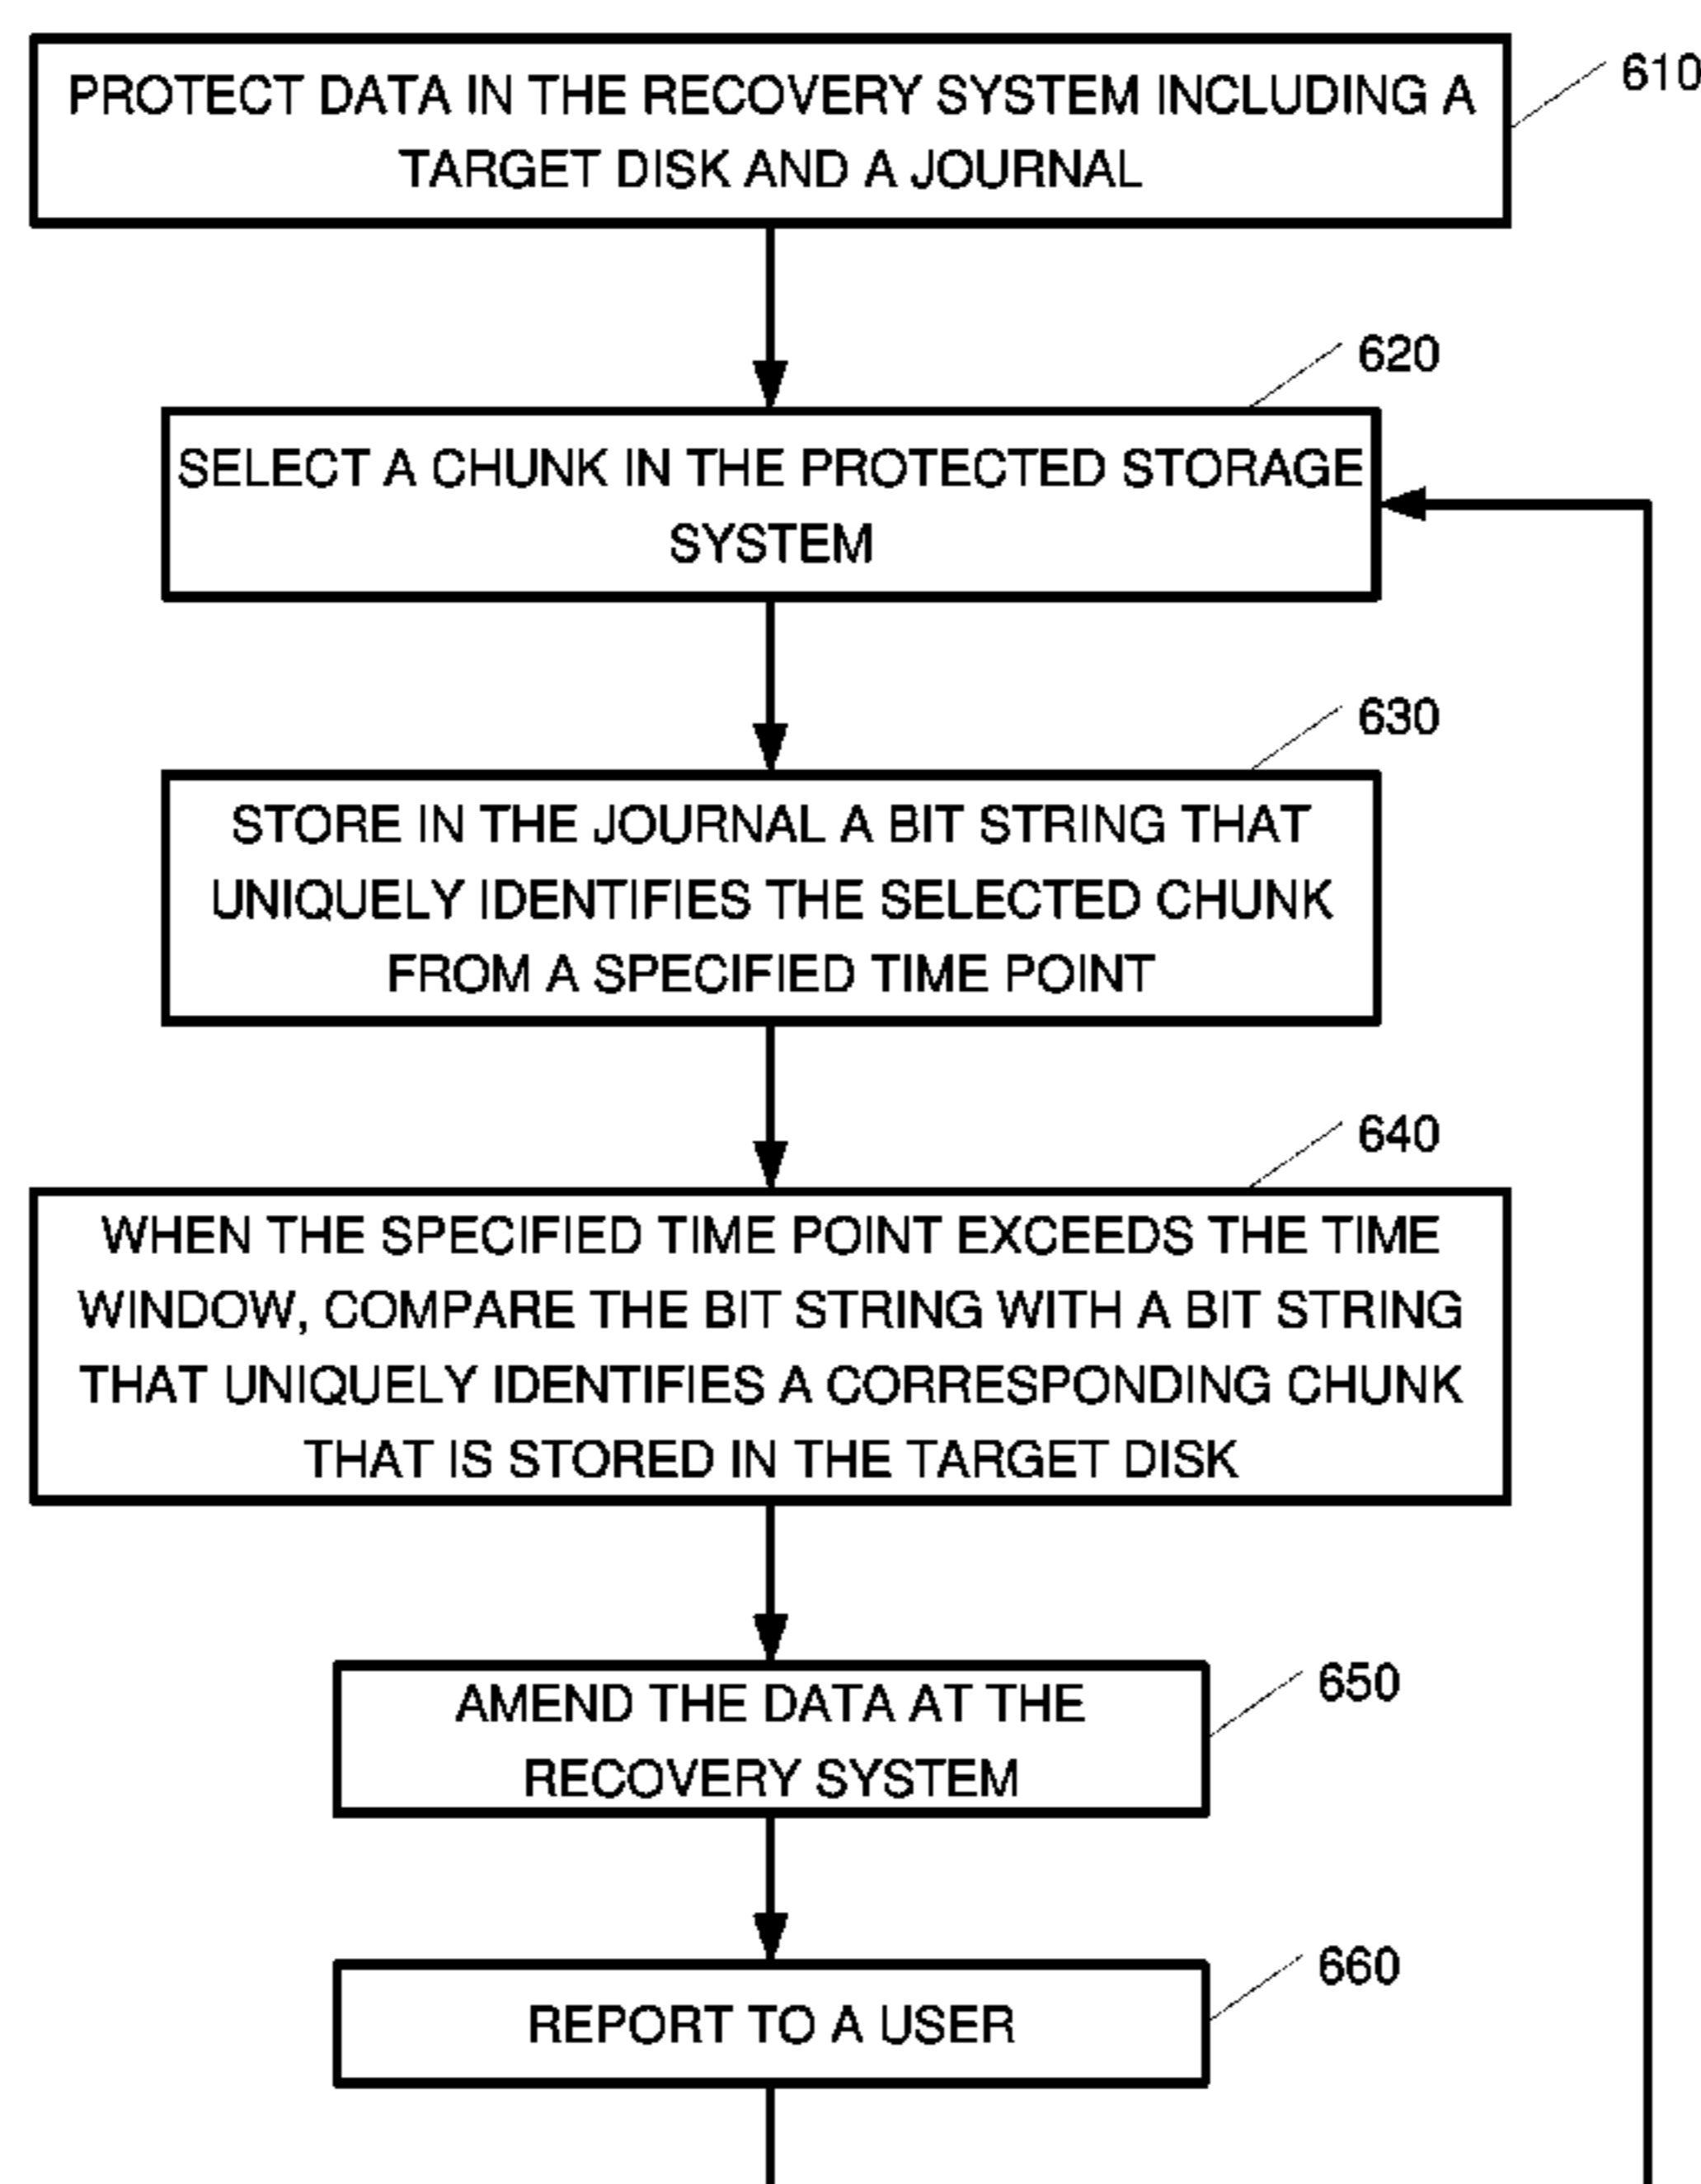 PROTECT DATA IN THE RECOVERY SYSTEM INCLUDING A
TARGET DISK AND A JOURNAL
610
620
SELECT A CHUNK IN THE PROTECTED STORAGE
SYSTEM
630
STORE IN THE JOURNAL A BIT STRING THAT
UNIQUELY IDENTIFIES THE SELECTED CHUNK
FROM A SPECIFIED TIME POINT
640
WHEN THE SPECIFIED TIME POINT EXCEEDS THE TIME
WINDOW, COMPARE THE BIT STRING WITH A BIT STRING
THAT UNIQUELY IDENTIFIES A CORRESPONDING CHUNK
THAT IS STORED IN THE TARGET DISK
650
AMEND THE DATA AT THE
RECOVERY SYSTEM
660
REPORT TO A USER